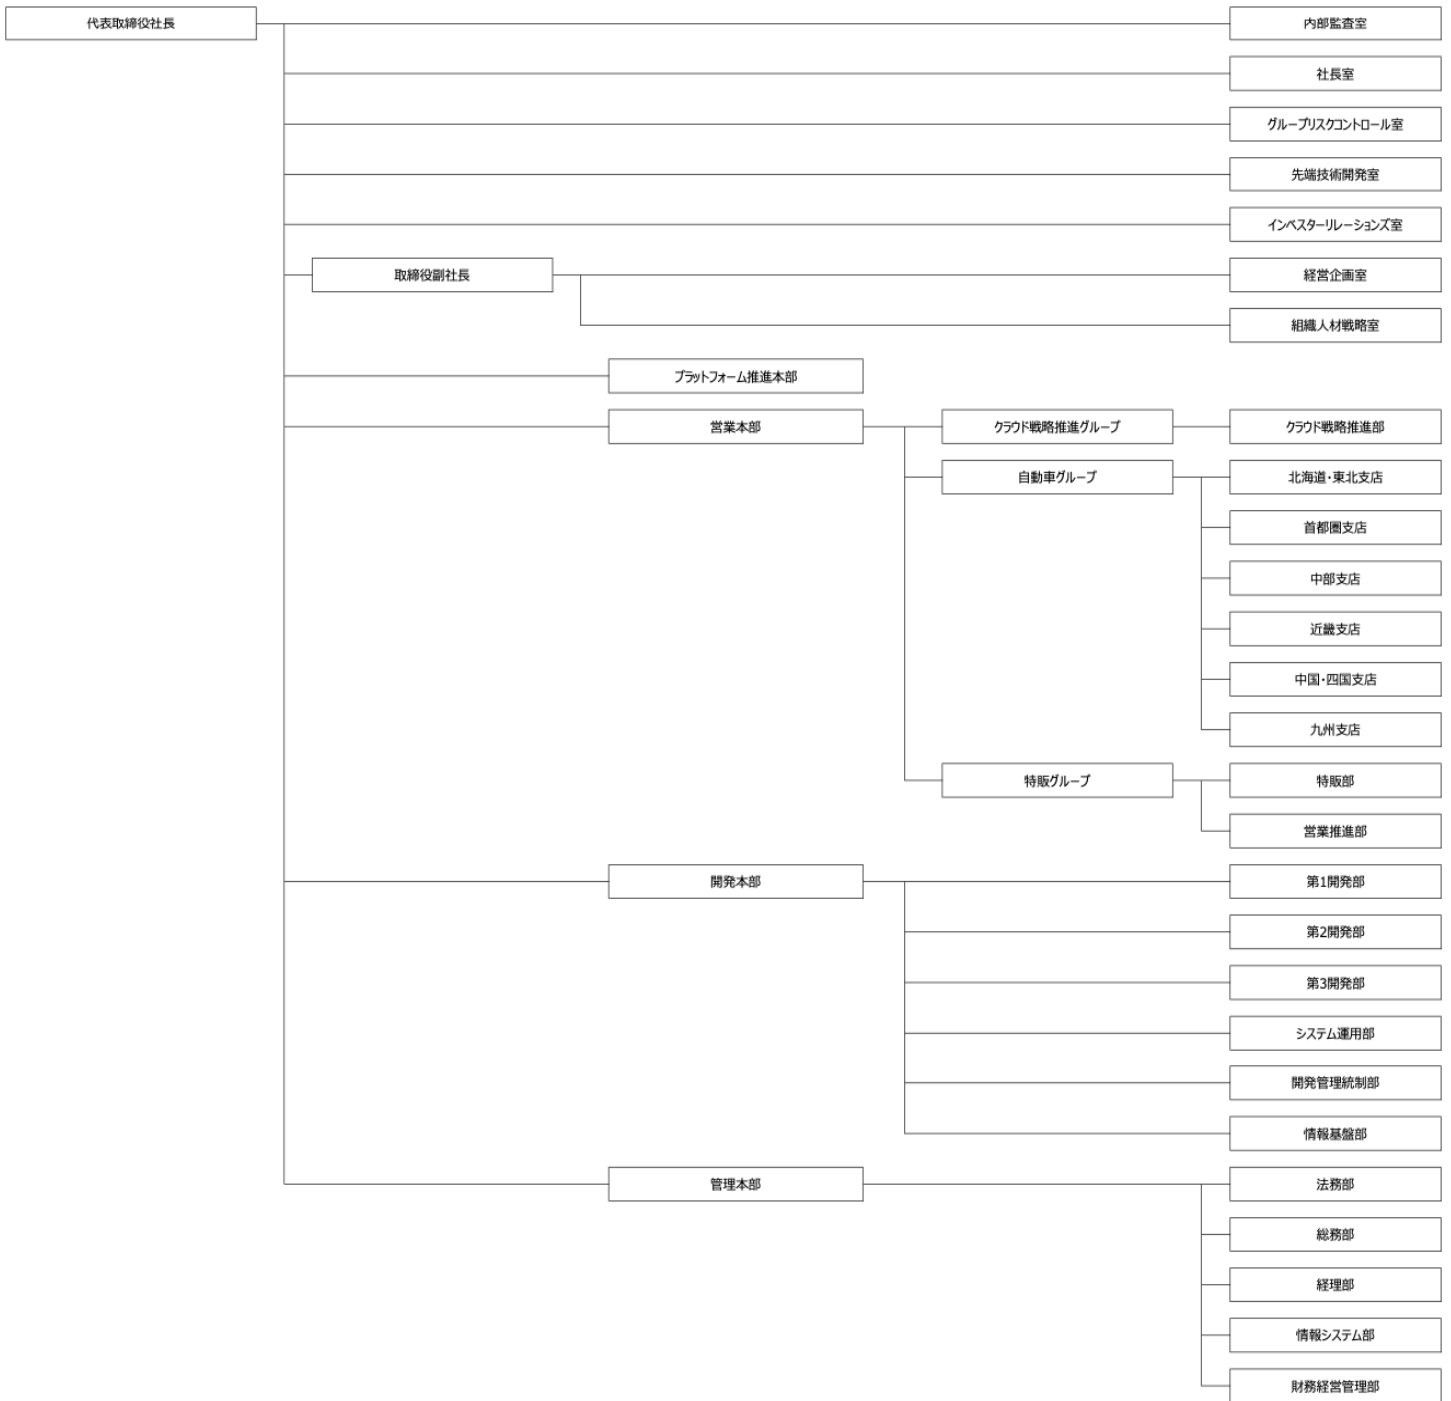 代表取締役社長
内部監査室
社長室
グループリスクコントロール室
先端技術開発室
インベスターリレーションズ室
取締役副社長
経営企画室
組織人材戦略室
プラットフォーム推進本部
営業本部
クラウド戦略推進グループ
クラウド戦略推進部
自動車グループ
北海道・東北支店
首都圏支店
中部支店
近畿支店
中国・四国支店
九州支店
特販グループ
特販部
営業推進部
開発本部
第1開発部
第2開発部
第3開発部
システム運用部
開発管理統制部
情報基盤部
管理本部
法務部
総務部
経理部
情報システム部
財務経営管理部